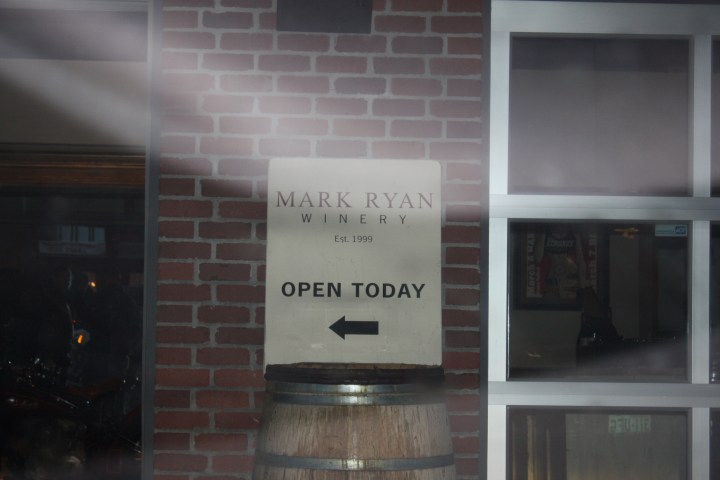 MARK RYAN
WINERY
Est. 1999
OPEN TODAY